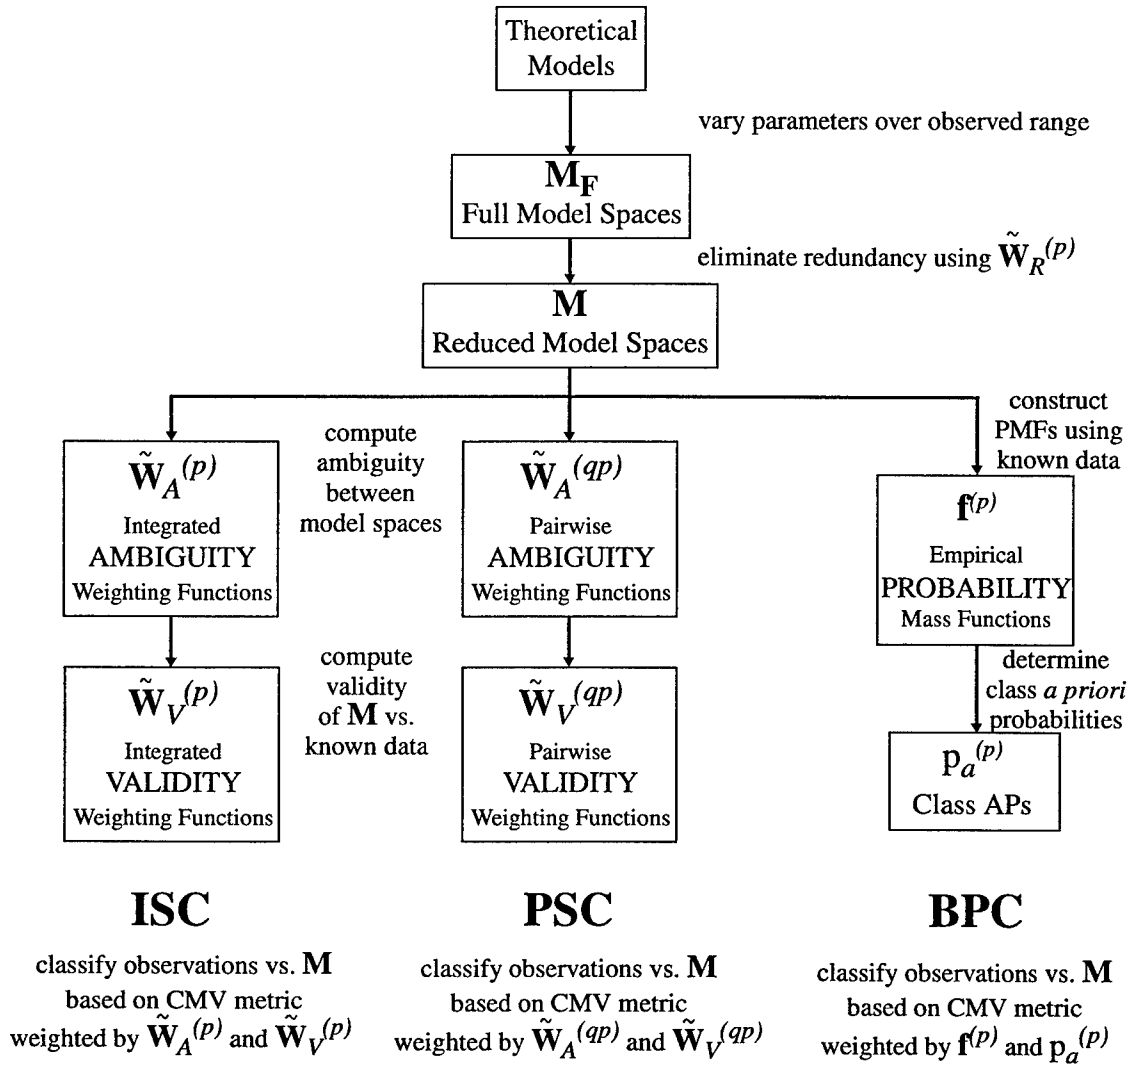 Theoretical
Models
vary parameters over observed range
M_F
Full Model Spaces
eliminate redundancy using W̃_R^(p)
M
Reduced Model Spaces
construct
PMFs using
known data
compute
ambiguity
between
model spaces
W̃_A^(p)
Integrated
AMBIGUITY
Weighting Functions
W̃_A^(qp)
Pairwise
AMBIGUITY
Weighting Functions
f^(p)
Empirical
PROBABILITY
Mass Functions
compute
validity
of M vs.
known data
determine
class a priori
probabilities
W̃_V^(p)
Integrated
VALIDITY
Weighting Functions
W̃_V^(qp)
Pairwise
VALIDITY
Weighting Functions
p_a^(p)
Class APs
ISC
classify observations vs. M
based on CMV metric
weighted by W̃_A^(p) and W̃_V^(p)
PSC
classify observations vs. M
based on CMV metric
weighted by W̃_A^(qp) and W̃_V^(qp)
BPC
classify observations vs. M
based on CMV metric
weighted by f^(p) and p_a^(p)